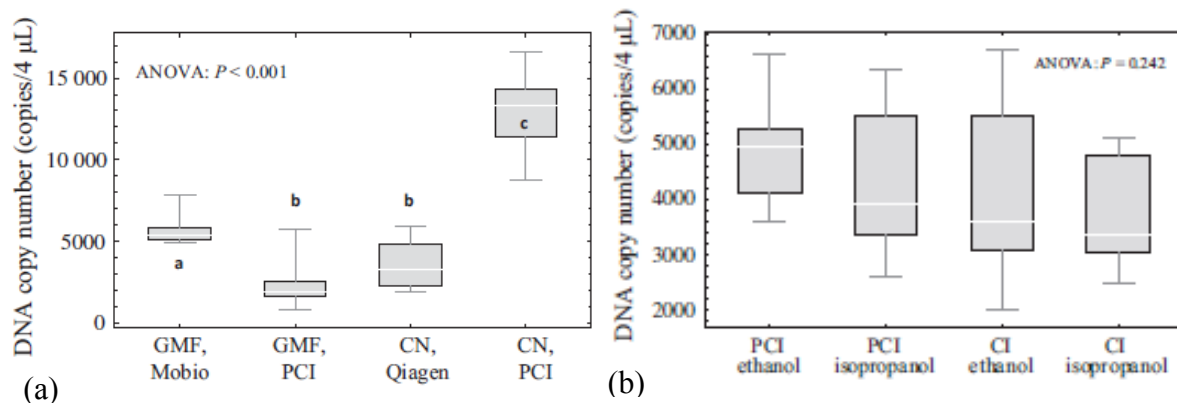 DNA copy number (copies/4 µL)
15 000
10 000
5000
0
ANOVA: P < 0.001
a
b
b
c
GMF,
Mobio
GMF,
PCI
CN,
Qiagen
CN,
PCI
(a)
DNA copy number (copies/4 µL)
7000
6000
5000
4000
3000
2000
ANOVA: P = 0.242
PCI
ethanol
PCI
isopropanol
CI
ethanol
CI
isopropanol
(b)